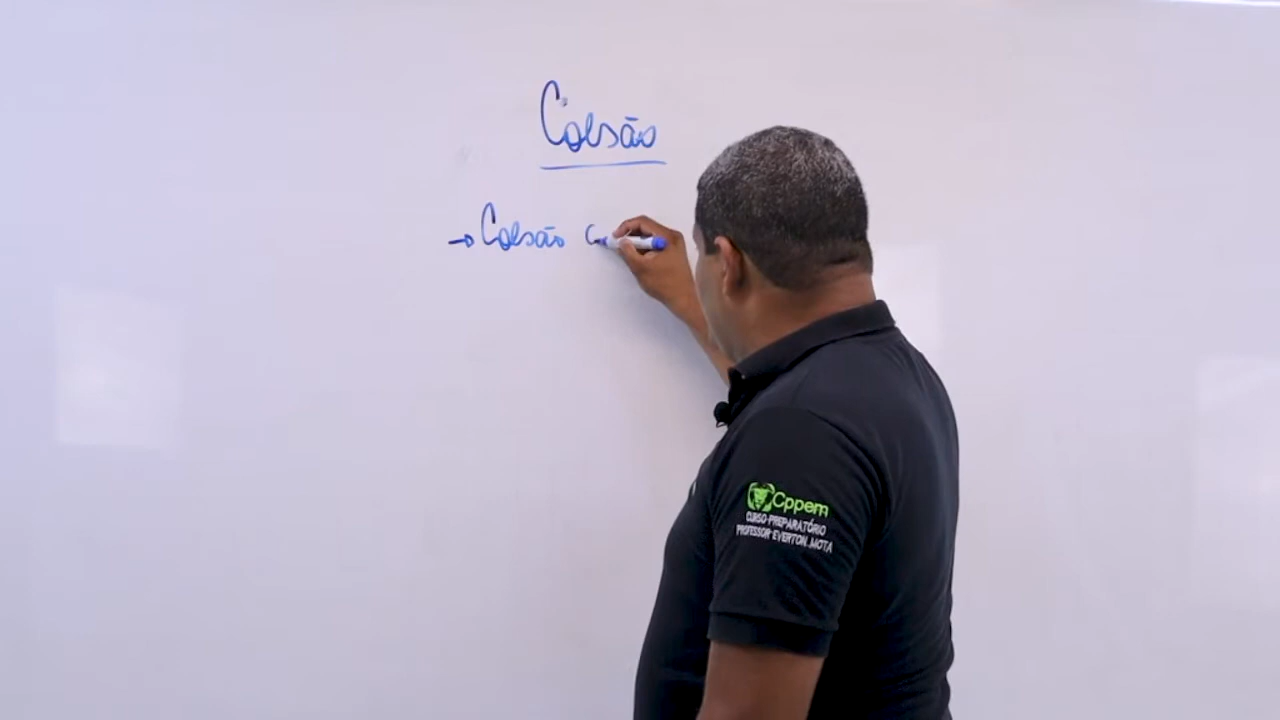 Coesão
→ Coesão
Cppem
CURSO PREPARATÓRIO
PROFESSOR EVERTON MOTA